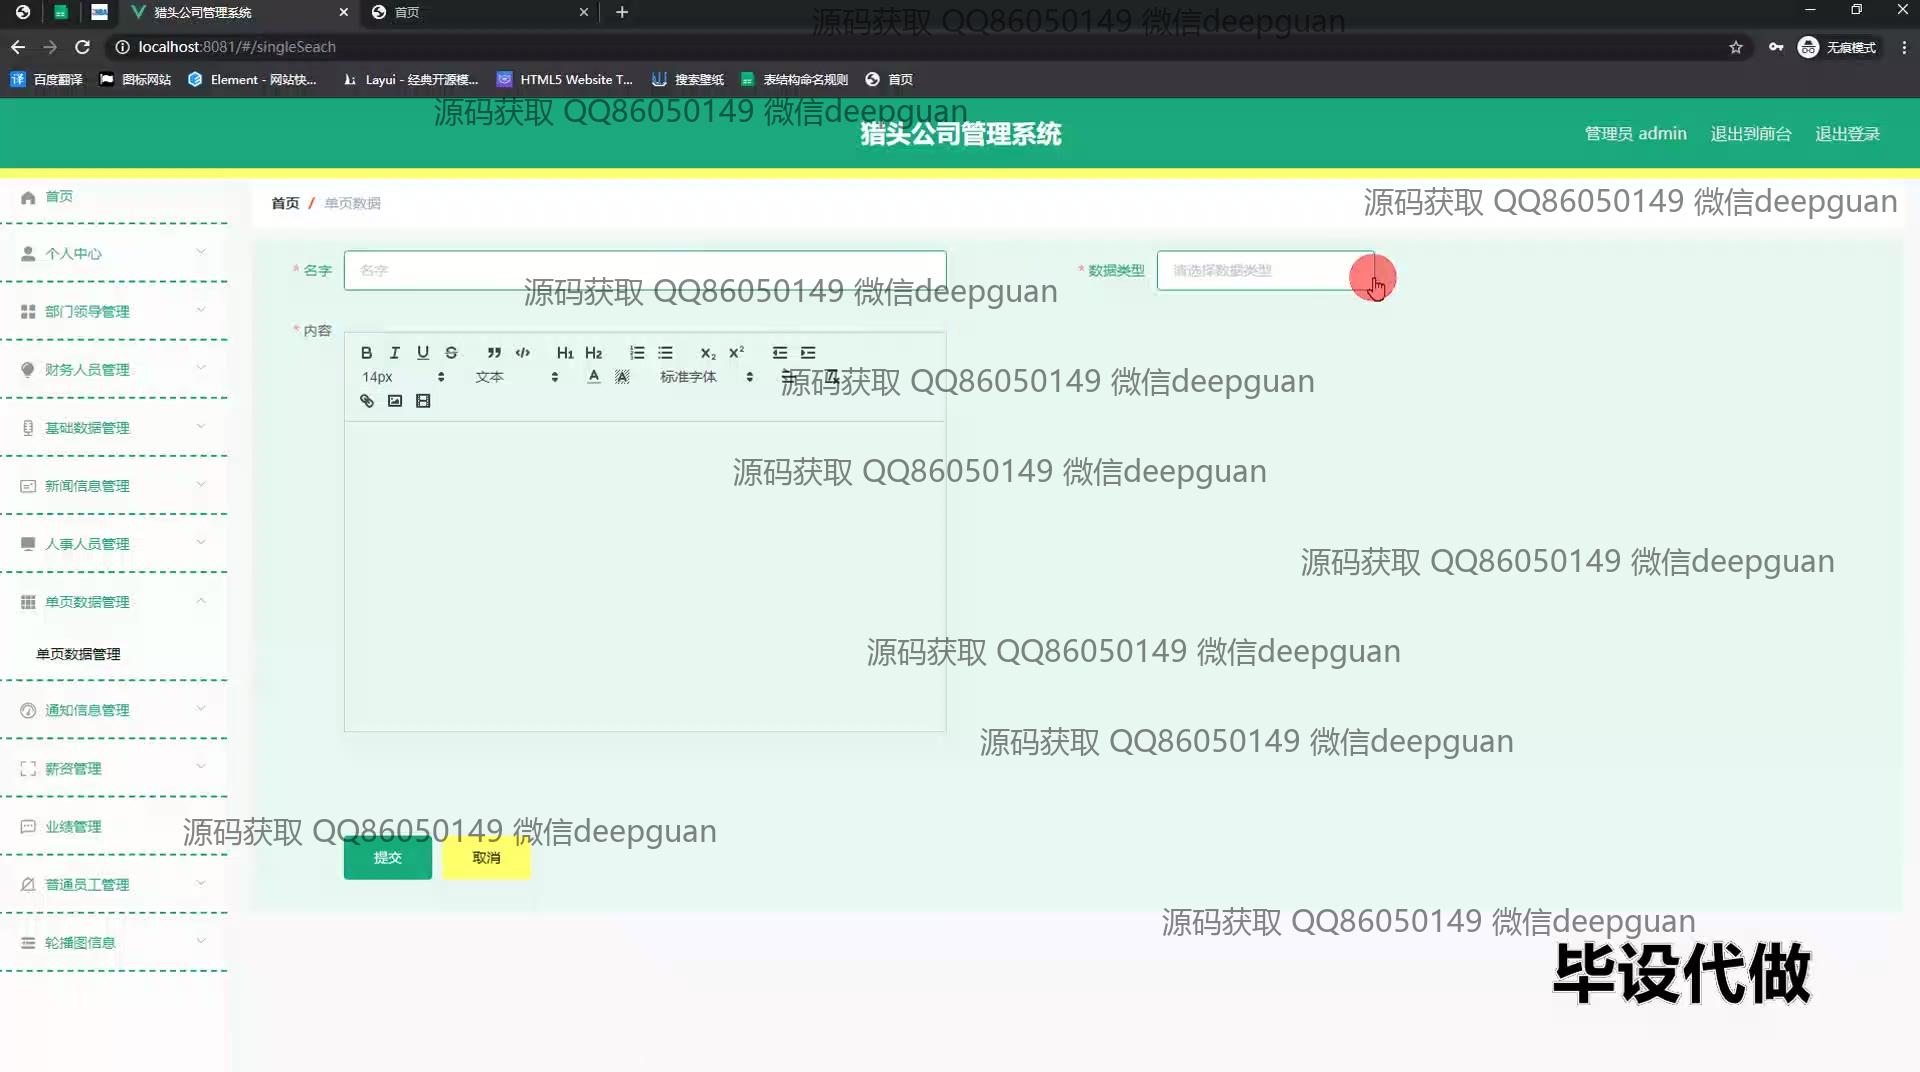 猎头公司管理系统
首页
源码获取 QQ86050149 微信deepguan
localhost:8081/#/singleSeach
无痕模式
百度翻译
图标网站
Element - 网站快...
Layui - 经典开源模...
HTML5 Website T...
搜索壁纸
表结构命名规则
首页
源码获取 QQ86050149 微信deepguan
猎头公司管理系统
管理员 admin
退出到前台
退出登录
首页
个人中心
部门领导管理
财务人员管理
基础数据管理
新闻信息管理
人事人员管理
单页数据管理
单页数据管理
通知信息管理
薪资管理
业绩管理
普通员工管理
轮播图信息
首页 / 单页数据
源码获取 QQ86050149 微信deepguan
* 名字
名字
* 数据类型
请选择数据类型
源码获取 QQ86050149 微信deepguan
* 内容
B I U S ” </> H1 H2 X2 X2
14px 文本 A A 标准字体
源码获取 QQ86050149 微信deepguan
源码获取 QQ86050149 微信deepguan
源码获取 QQ86050149 微信deepguan
源码获取 QQ86050149 微信deepguan
源码获取 QQ86050149 微信deepguan
源码获取 QQ86050149 微信deepguan
提交
取消
源码获取 QQ86050149 微信deepguan
毕设代做